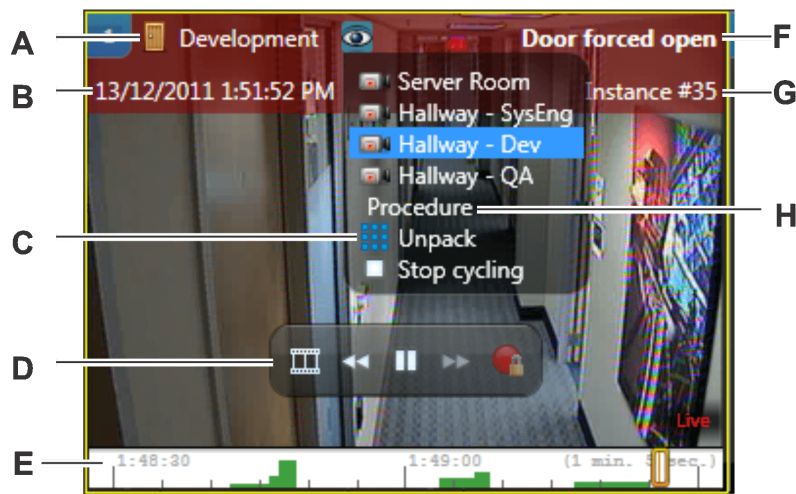 A
Development
Door forced open
F
B
13/12/2011 1:51:52 PM
Instance #35
G
Server Room
Hallway - SysEng
Hallway - Dev
Hallway - QA
Procedure
H
C
Unpack
Stop cycling
D
Live
E
1:48:30
1:49:00
(1 min. sec.)